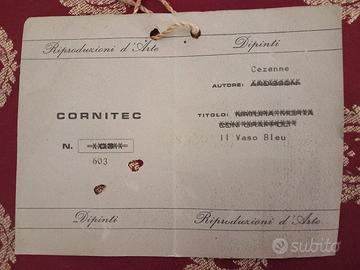 Riproduzioni d'Arte
CORNITEC
N.
603
Dipinti
Dipinti
Cezanne
AUTORE:
TITOLO:
Il Vaso Bleu
Riproduzioni d'Arte
subito